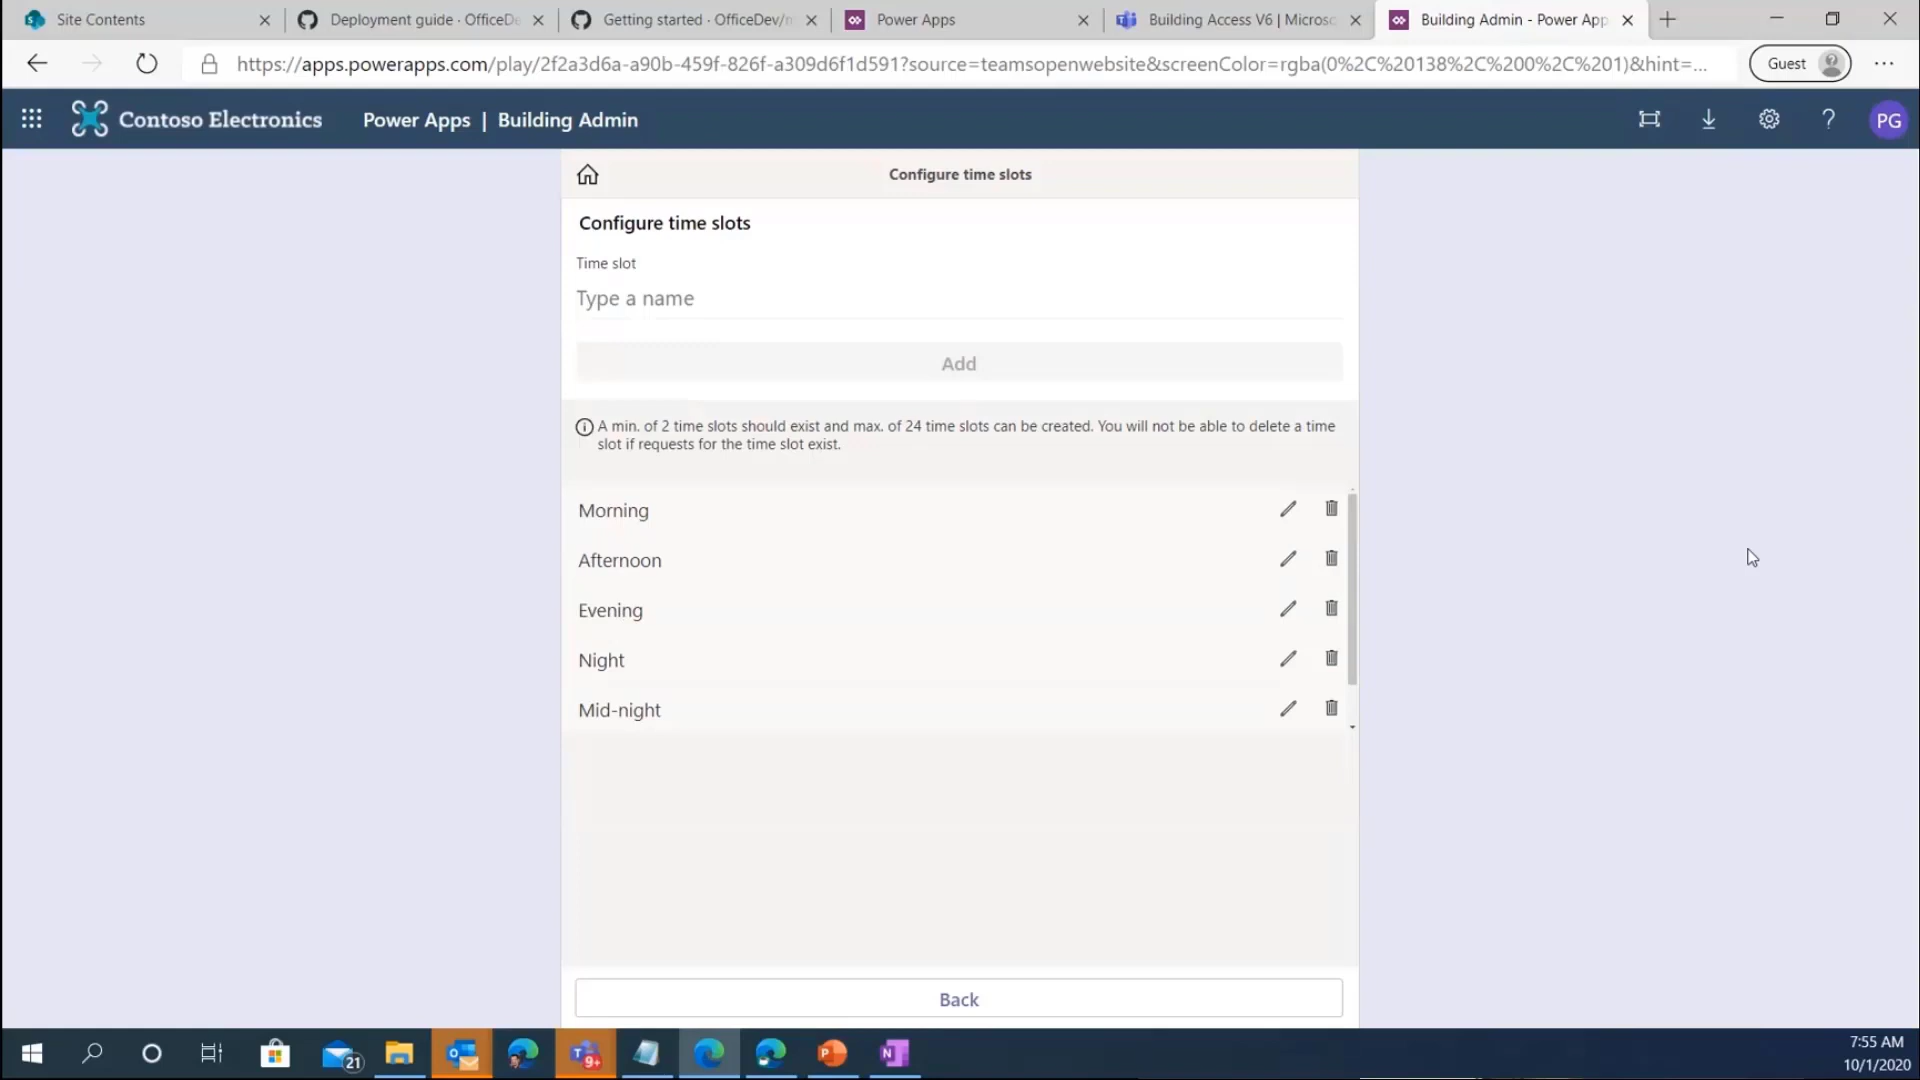 Site Contents
Deployment guide · OfficeDe
Getting started · OfficeDev/m
Power Apps
Building Access V6 | Microsc
Building Admin - Power App
https://apps.powerapps.com/play/2f2a3d6a-a90b-459f-826f-a309d6f1d591?source=teamsopenwebsite&screenColor=rgba(0%2C%20138%2C%200%2C%201)&hint=...
Guest
Contoso Electronics
Power Apps | Building Admin
PG
Configure time slots
Configure time slots
Time slot
Type a name
Add
A min. of 2 time slots should exist and max. of 24 time slots can be created. You will not be able to delete a time
slot if requests for the time slot exist.
Morning
Afternoon
Evening
Night
Mid-night
Back
21
9+
7:55 AM
10/1/2020